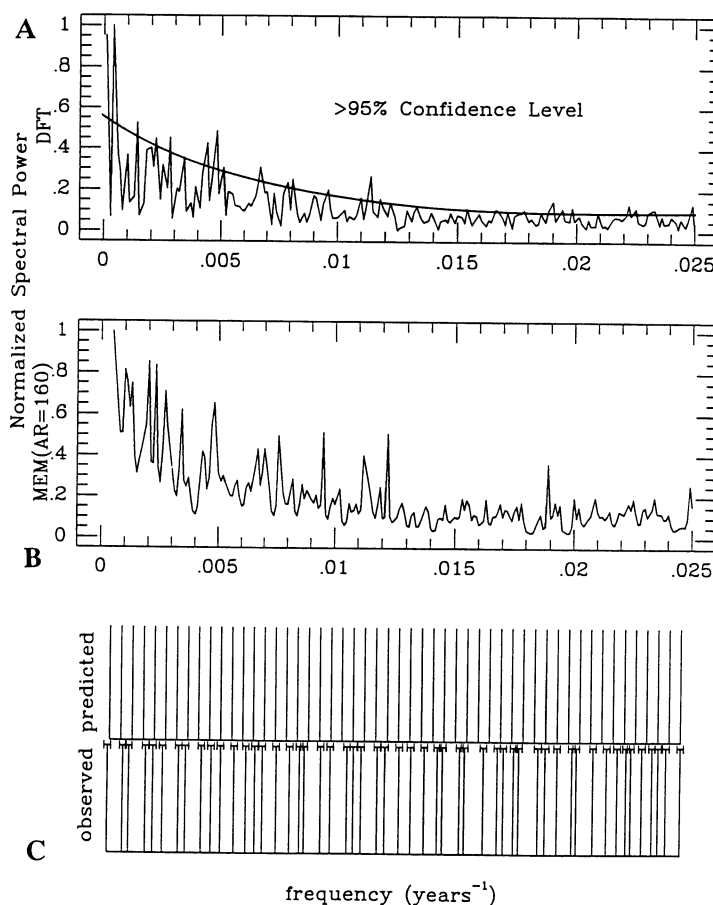 A
1
.8
.6
.4
.2
0
DFT
>95% Confidence Level
0
.005
.01
.015
.02
.025
Normalized Spectral Power
1
.8
.6
.4
.2
0
MEM(AR=160)
B
0
.005
.01
.015
.02
.025
predicted
observed
C
frequency (years⁻¹)